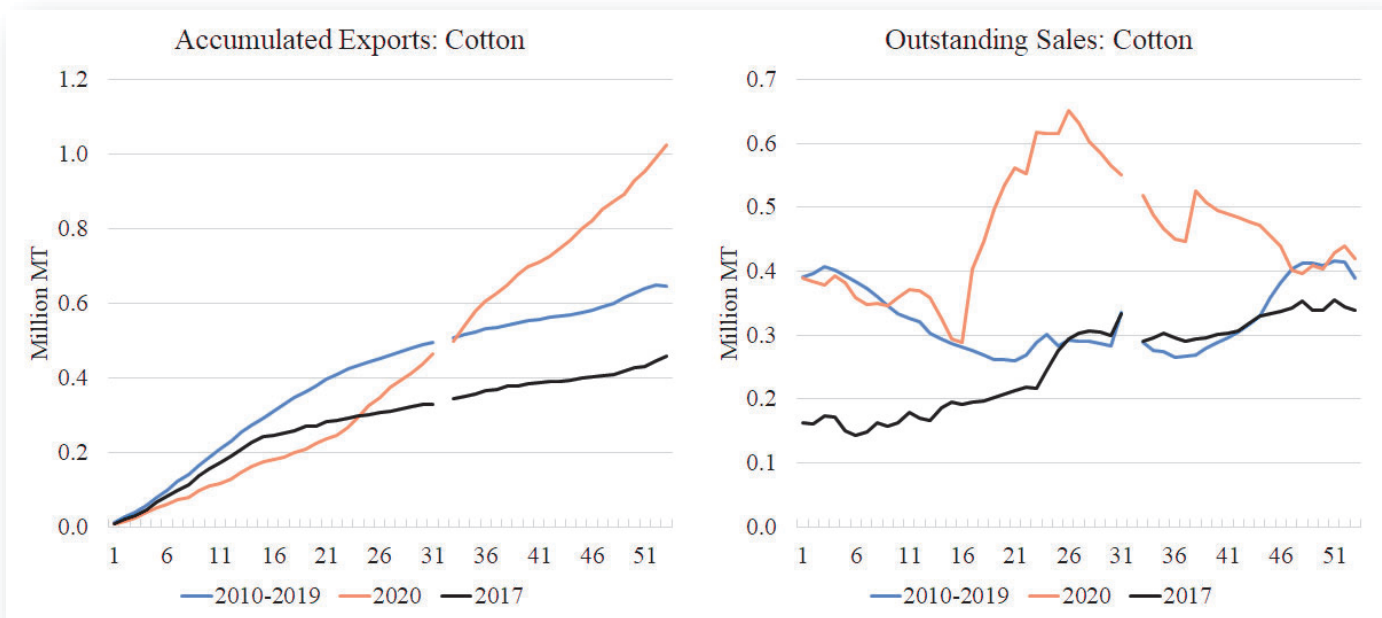 Accumulated Exports: Cotton
Million MT
1.2
1.0
0.8
0.6
0.4
0.2
0.0
1 6 11 16 21 26 31 36 41 46 51
2010-2019 2020 2017
Outstanding Sales: Cotton
Million MT
0.7
0.6
0.5
0.4
0.3
0.2
0.1
0.0
1 6 11 16 21 26 31 36 41 46 51
2010-2019 2020 2017